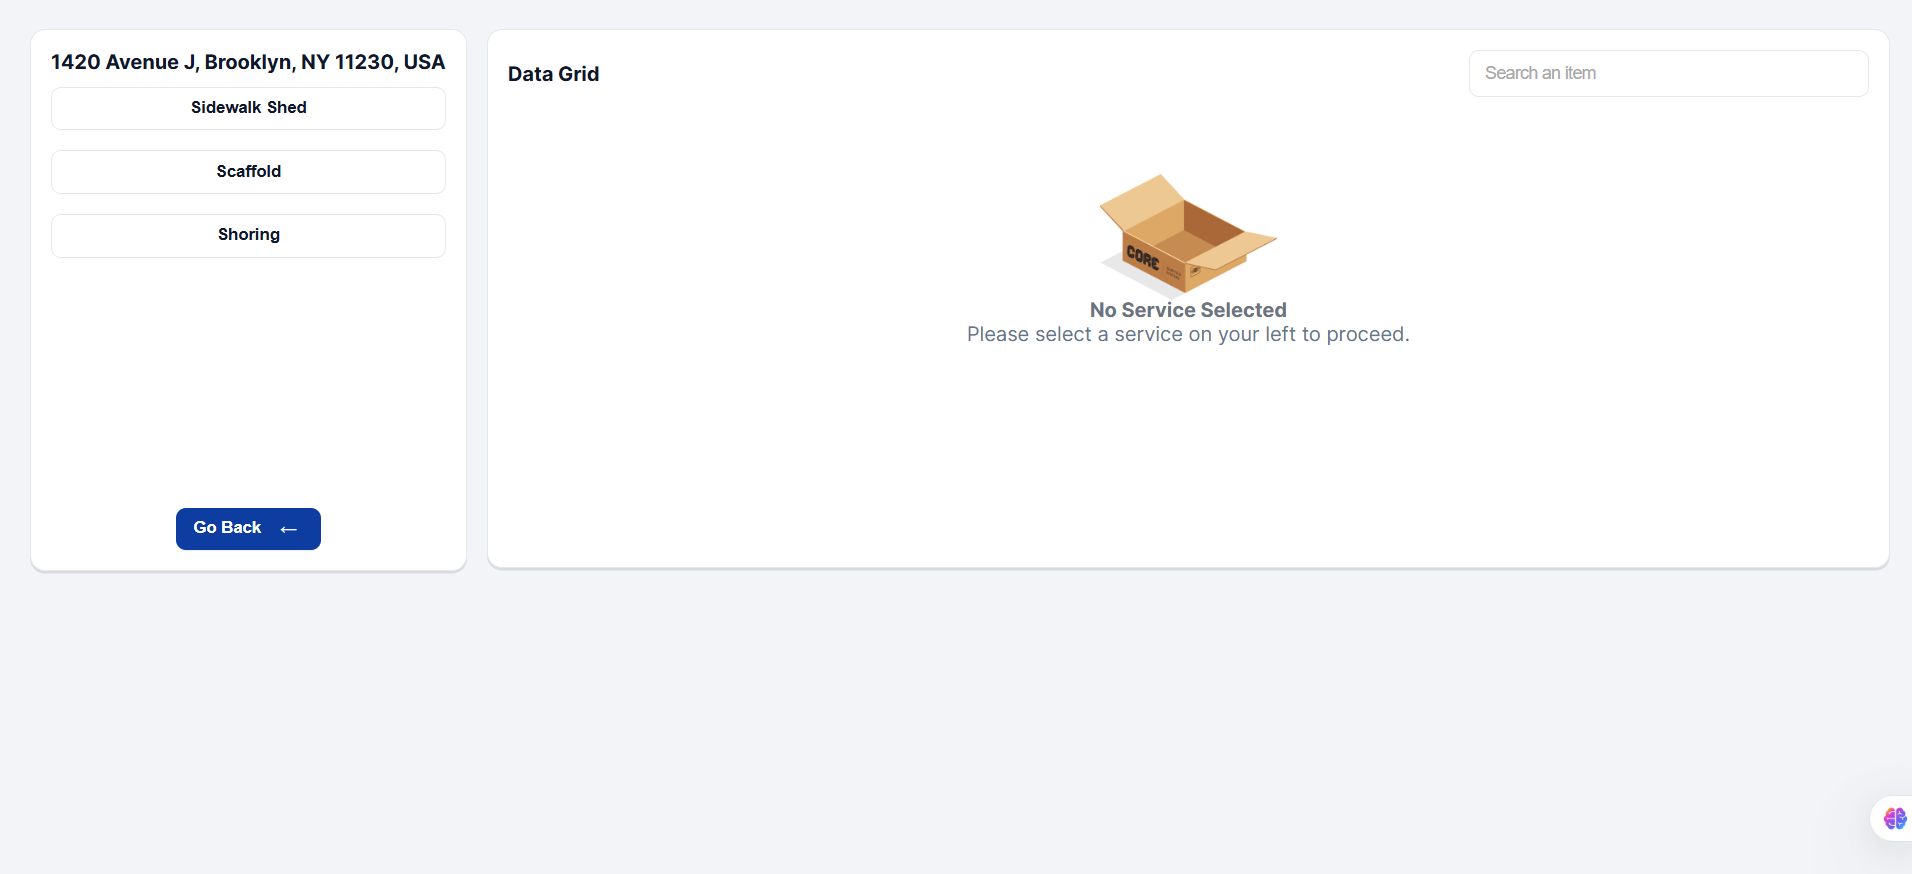 1420 Avenue J, Brooklyn, NY 11230, USA
Sidewalk Shed
Scaffold
Shoring
Go Back ←
Data Grid
Search an item
CORE
No Service Selected
Please select a service on your left to proceed.